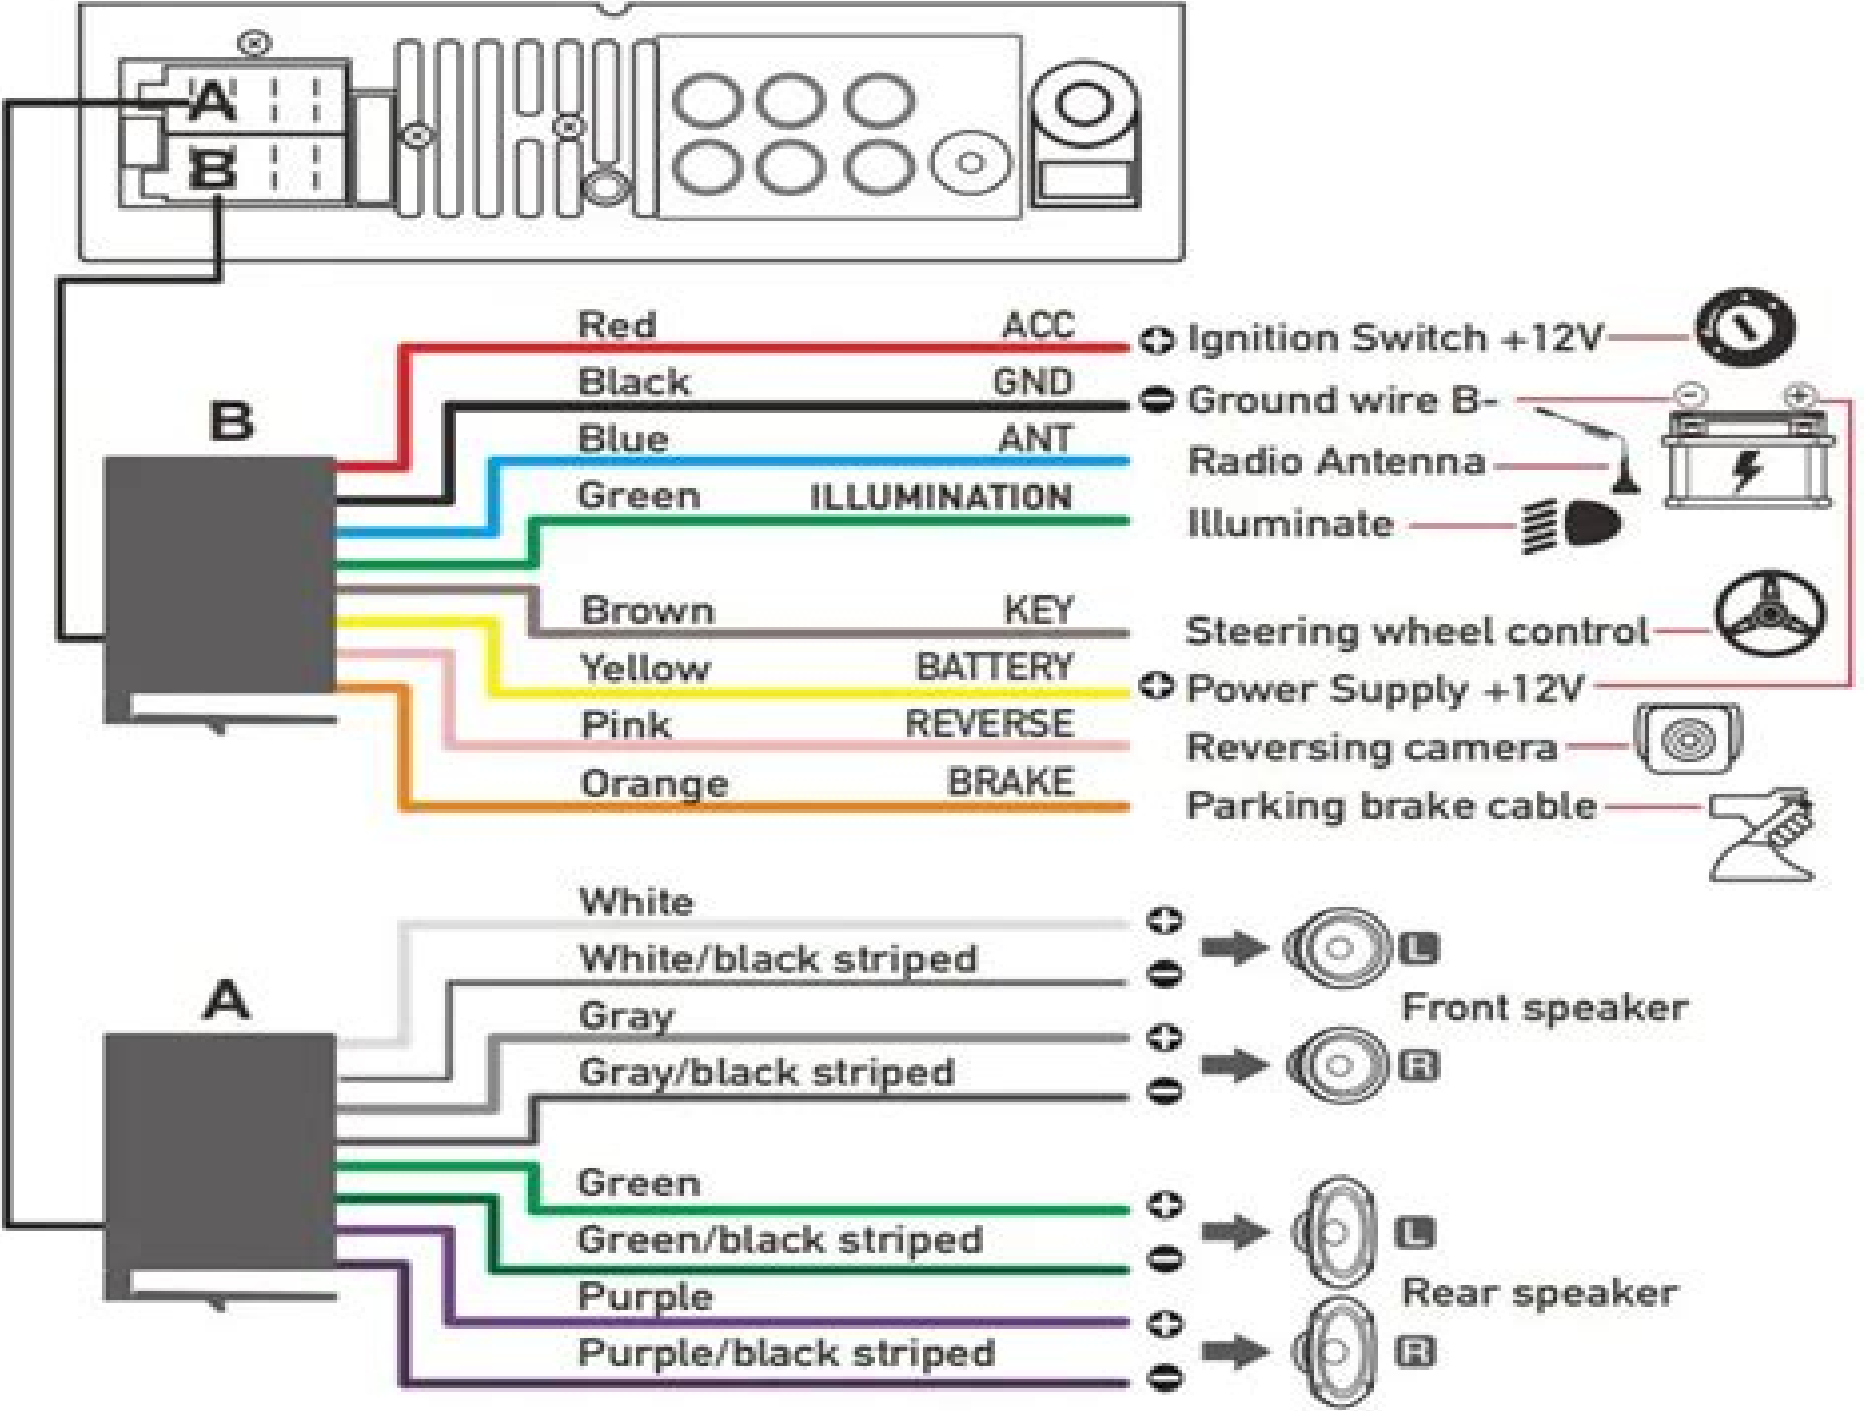 A
B
B
Red ACC Ignition Switch +12V
Black GND Ground wire B-
Blue ANT Radio Antenna
Green ILLUMINATION Illuminate
Brown KEY Steering wheel control
Yellow BATTERY Power Supply +12V
Pink REVERSE Reversing camera
Orange BRAKE Parking brake cable
A
White
L
White/black striped
Front speaker
Gray
R
Gray/black striped
Green
L
Green/black striped
Rear speaker
Purple
R
Purple/black striped